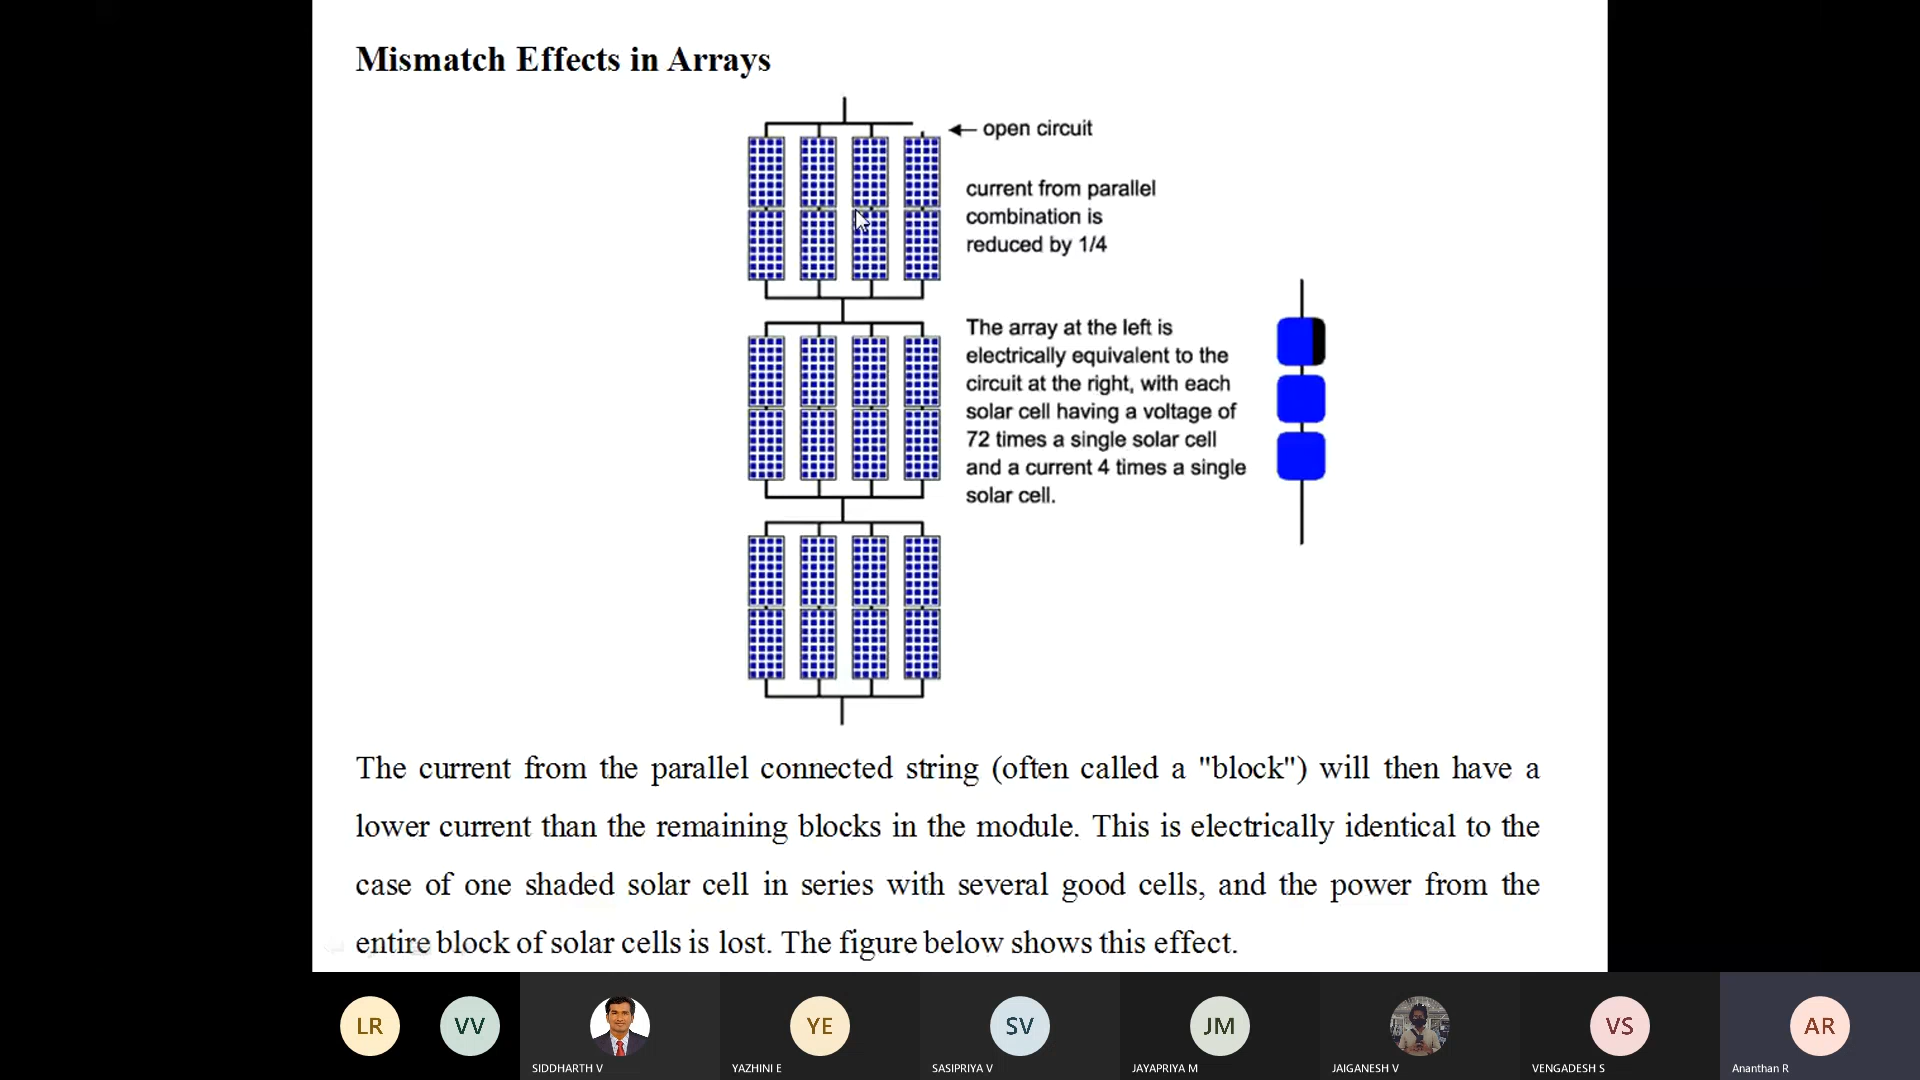 Mismatch Effects in Arrays
open circuit
current from parallel
combination is
reduced by 1/4
The array at the left is
electrically equivalent to the
circuit at the right, with each
solar cell having a voltage of
72 times a single solar cell
and a current 4 times a single
solar cell.
The current from the parallel connected string (often called a "block") will then have a
lower current than the remaining blocks in the module. This is electrically identical to the
case of one shaded solar cell in series with several good cells, and the power from the
entire block of solar cells is lost. The figure below shows this effect.
LR
VV
YE
SV
JM
VS
AR
SIDDHARTH V
YAZHINI E
SASIPRIYA V
JAYAPRIYA M
JAIGANESH V
VENGADESH S
Ananthan R